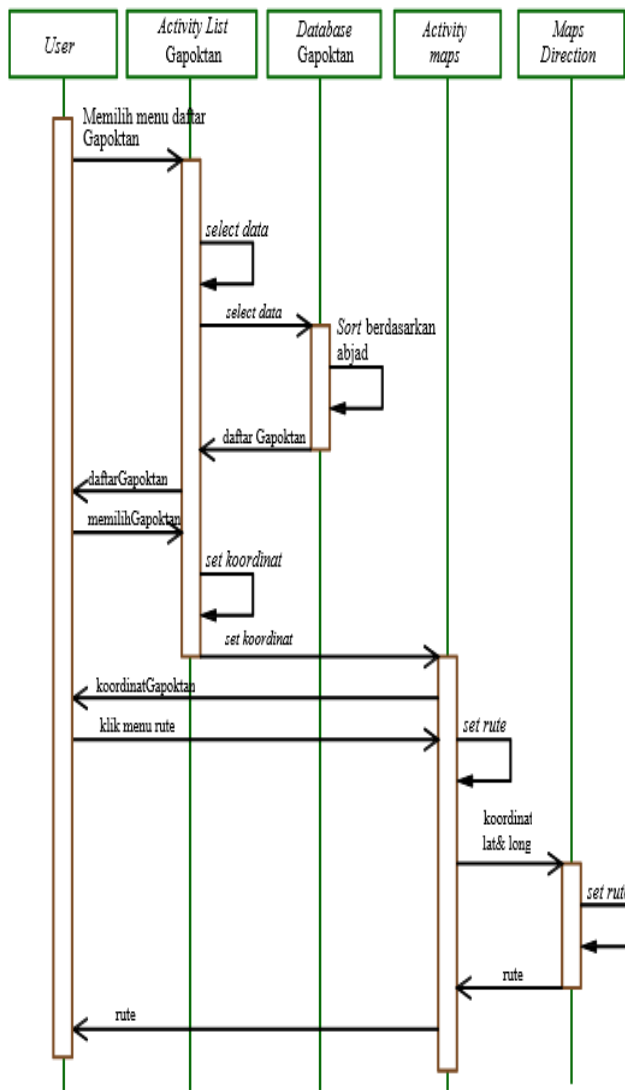 User
Activity List
Gapoktan
Database
Gapoktan
Activity
maps
Maps
Direction
Memilih menu daftar
Gapoktan
select data
select data
Sort berdasarkan
abjad
daftar Gapoktan
daftarGapoktan
memilihGapoktan
set koordinat
set koordinat
koordinatGapoktan
klik menu rute
set rute
koordinat
lat& long
set rute
rute
rute